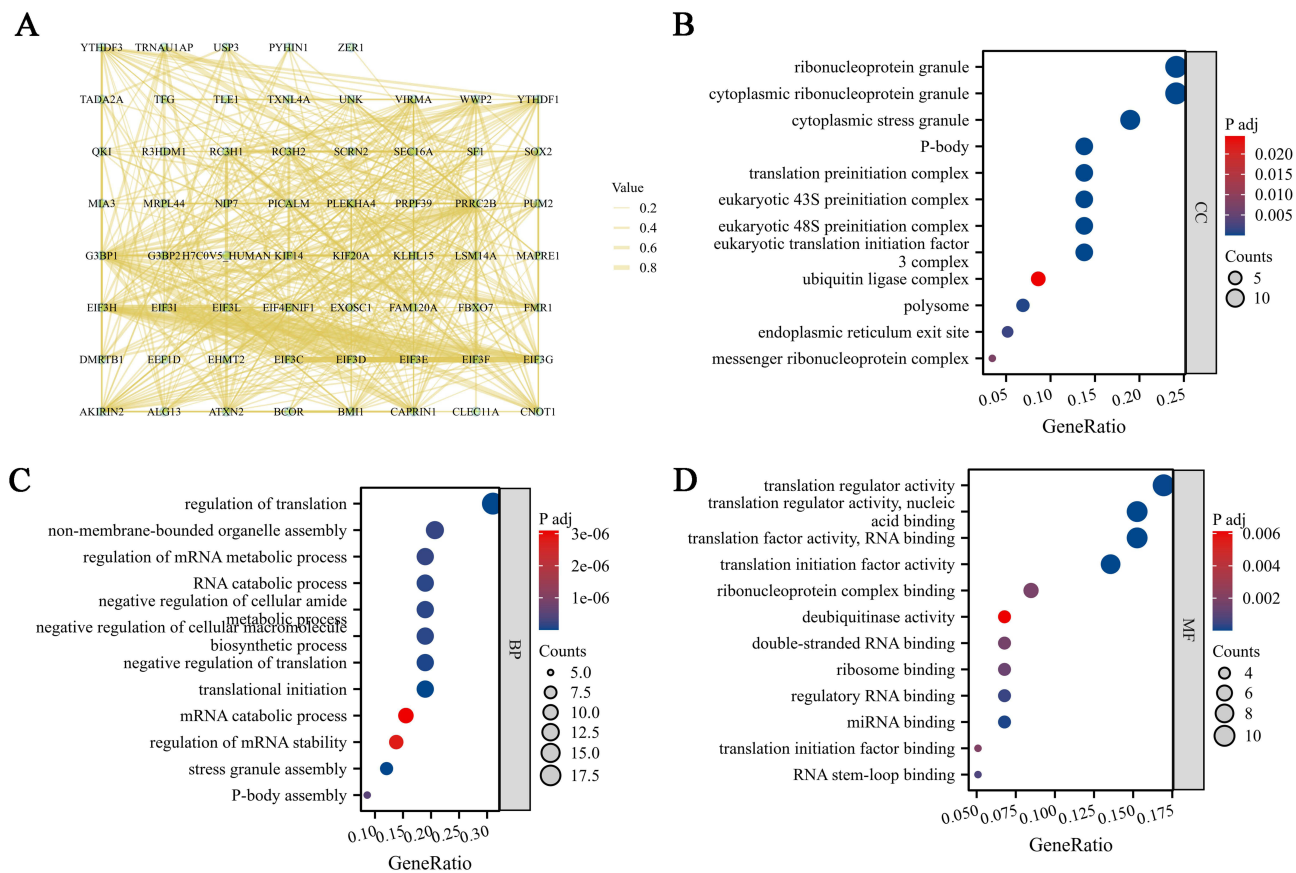 A
YTHDF3 TRNAU1AP USP3 PYHIN1 ZER1
TADA2A TFG TLE1 TXNL4A UNK VIRMA WWP2 YTHDF1
QKI R3HDM1 RC3H1 RC3H2 SCRN2 SEC16A SF1 SOX2
MIA3 MRPL44 NIP7 PICALM PLEKHA4 PRPF39 PRRC2B PUM2
G3BP1 G3BP2 H7C0V5_HUMAN KIF14 KIF20A KLHL15 LSM14A MAPRE1
EIF3H EIF3I EIF3L EIF4ENIF1 EXOSC1 FAM120A FBXO7 FMR1
DMRTB1 EEF1D EHMT2 EIF3C EIF3D EIF3E EIF3F EIF3G
AKIRIN2 ALG13 ATXN2 BCOR BMI1 CAPRIN1 CLEC11A CNOT1
Value
0.2
0.4
0.6
0.8
B
ribonucleoprotein granule
cytoplasmic ribonucleoprotein granule
cytoplasmic stress granule
P-body
translation preinitiation complex
eukaryotic 43S preinitiation complex
eukaryotic 48S preinitiation complex
eukaryotic translation initiation factor
3 complex
ubiquitin ligase complex
polysome
endoplasmic reticulum exit site
messenger ribonucleoprotein complex
0.05 0.10 0.15 0.20 0.25
GeneRatio
CC
P adj
0.020
0.015
0.010
0.005
Counts
5
10
C
regulation of translation
non-membrane-bounded organelle assembly
regulation of mRNA metabolic process
RNA catabolic process
negative regulation of cellular amide
metabolic process
negative regulation of cellular macromolecule
biosynthetic process
negative regulation of translation
translational initiation
mRNA catabolic process
regulation of mRNA stability
stress granule assembly
P-body assembly
0.10 0.15 0.20 0.25 0.30
GeneRatio
BP
P adj
3e-06
2e-06
1e-06
Counts
5.0
7.5
10.0
12.5
15.0
17.5
D
translation regulator activity
translation regulator activity, nucleic
acid binding
translation factor activity, RNA binding
translation initiation factor activity
ribonucleoprotein complex binding
deubiquitinase activity
double-stranded RNA binding
ribosome binding
regulatory RNA binding
miRNA binding
translation initiation factor binding
RNA stem-loop binding
0.050 0.075 0.100 0.125 0.150 0.175
GeneRatio
MF
P adj
0.006
0.004
0.002
Counts
4
6
8
10